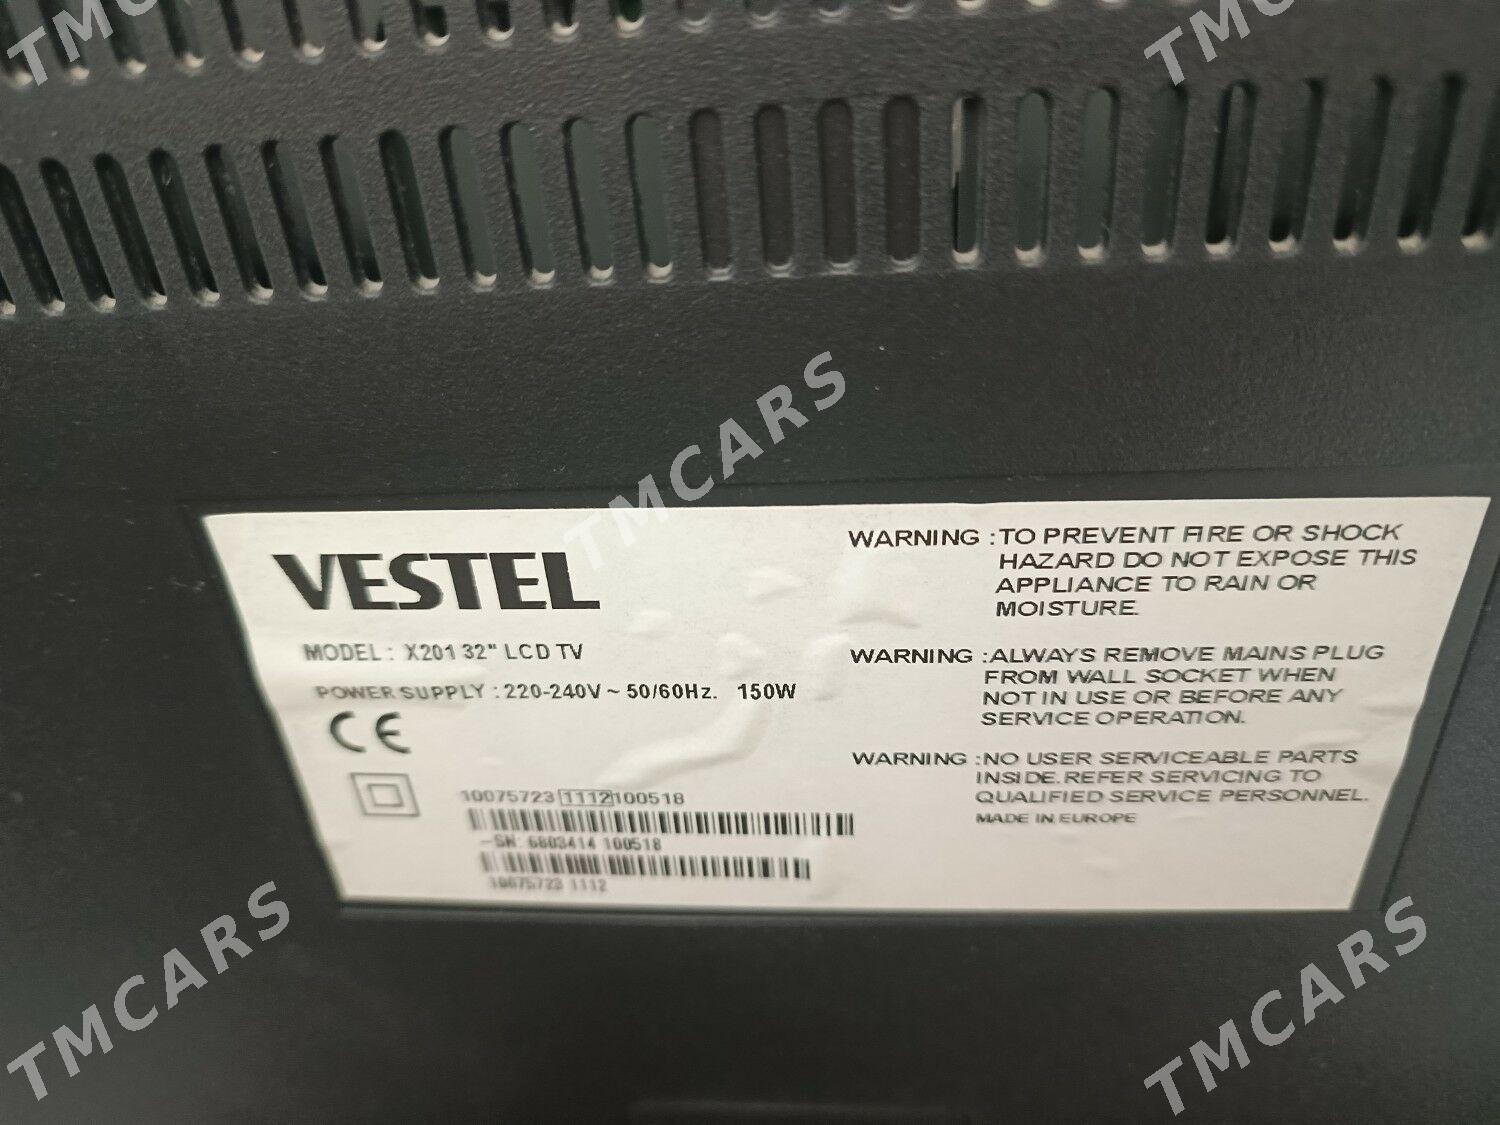 TMCARS
TMCARS
TMCARS
VESTEL
MODEL : X201 32" LCD TV
POWER SUPPLY : 220-240V ~ 50/60Hz. 150W
CE
10075723 1112 100518
SN: 6803414 100518
10075723 1112
WARNING : TO PREVENT FIRE OR SHOCK
HAZARD DO NOT EXPOSE THIS
APPLIANCE TO RAIN OR
MOISTURE.
WARNING : ALWAYS REMOVE MAINS PLUG
FROM WALL SOCKET WHEN
NOT IN USE OR BEFORE ANY
SERVICE OPERATION.
WARNING : NO USER SERVICEABLE PARTS
INSIDE. REFER SERVICING TO
QUALIFIED SERVICE PERSONNEL.
MADE IN EUROPE
TMCARS
TMCARS